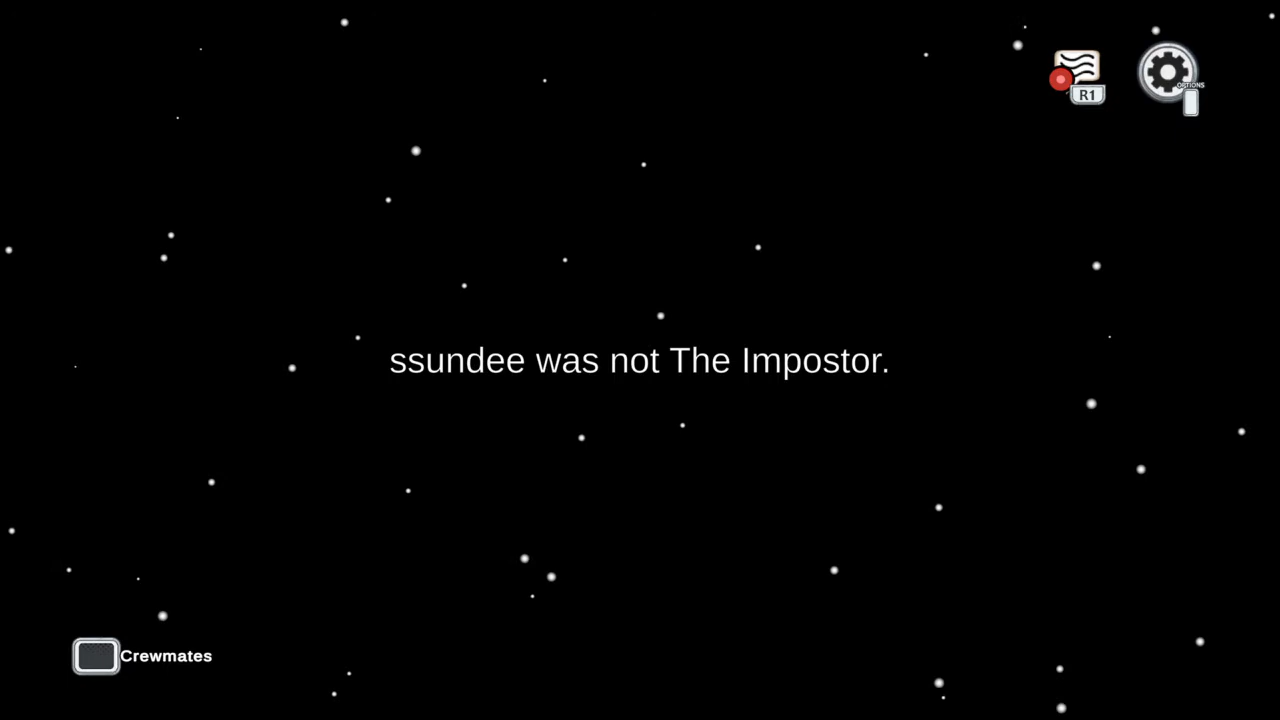 R1
OPTIONS
ssundee was not The Impostor.
Crewmates